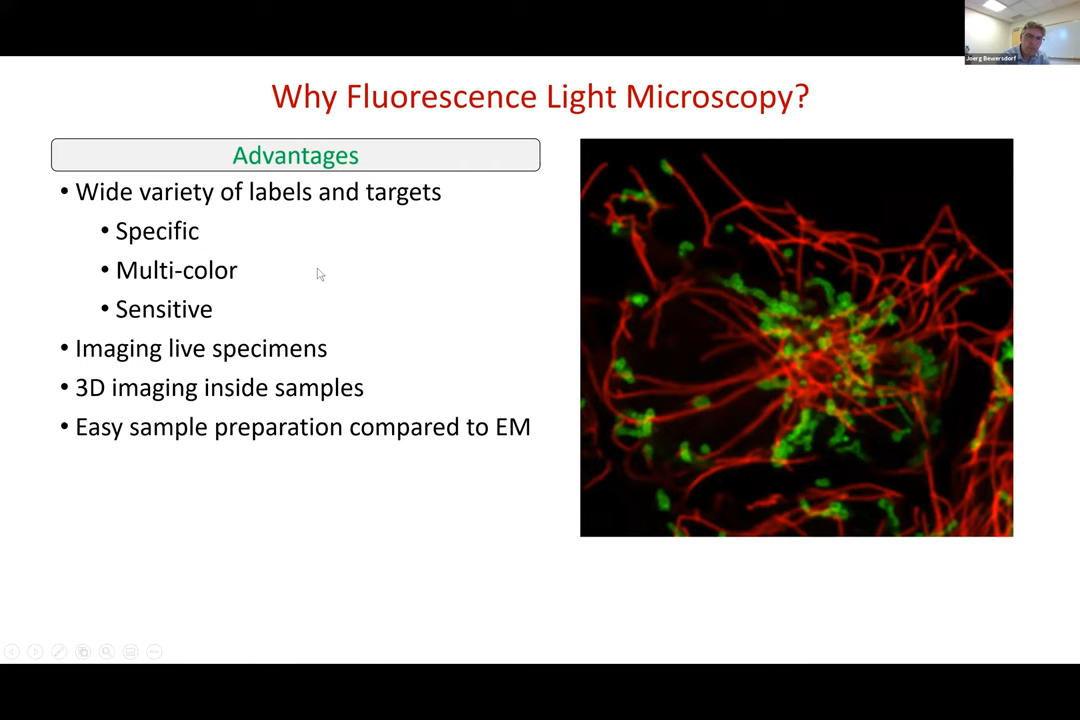 Joerg Bewersdorf
Why Fluorescence Light Microscopy?
Advantages
• Wide variety of labels and targets
• Specific
• Multi-color
• Sensitive
• Imaging live specimens
• 3D imaging inside samples
• Easy sample preparation compared to EM